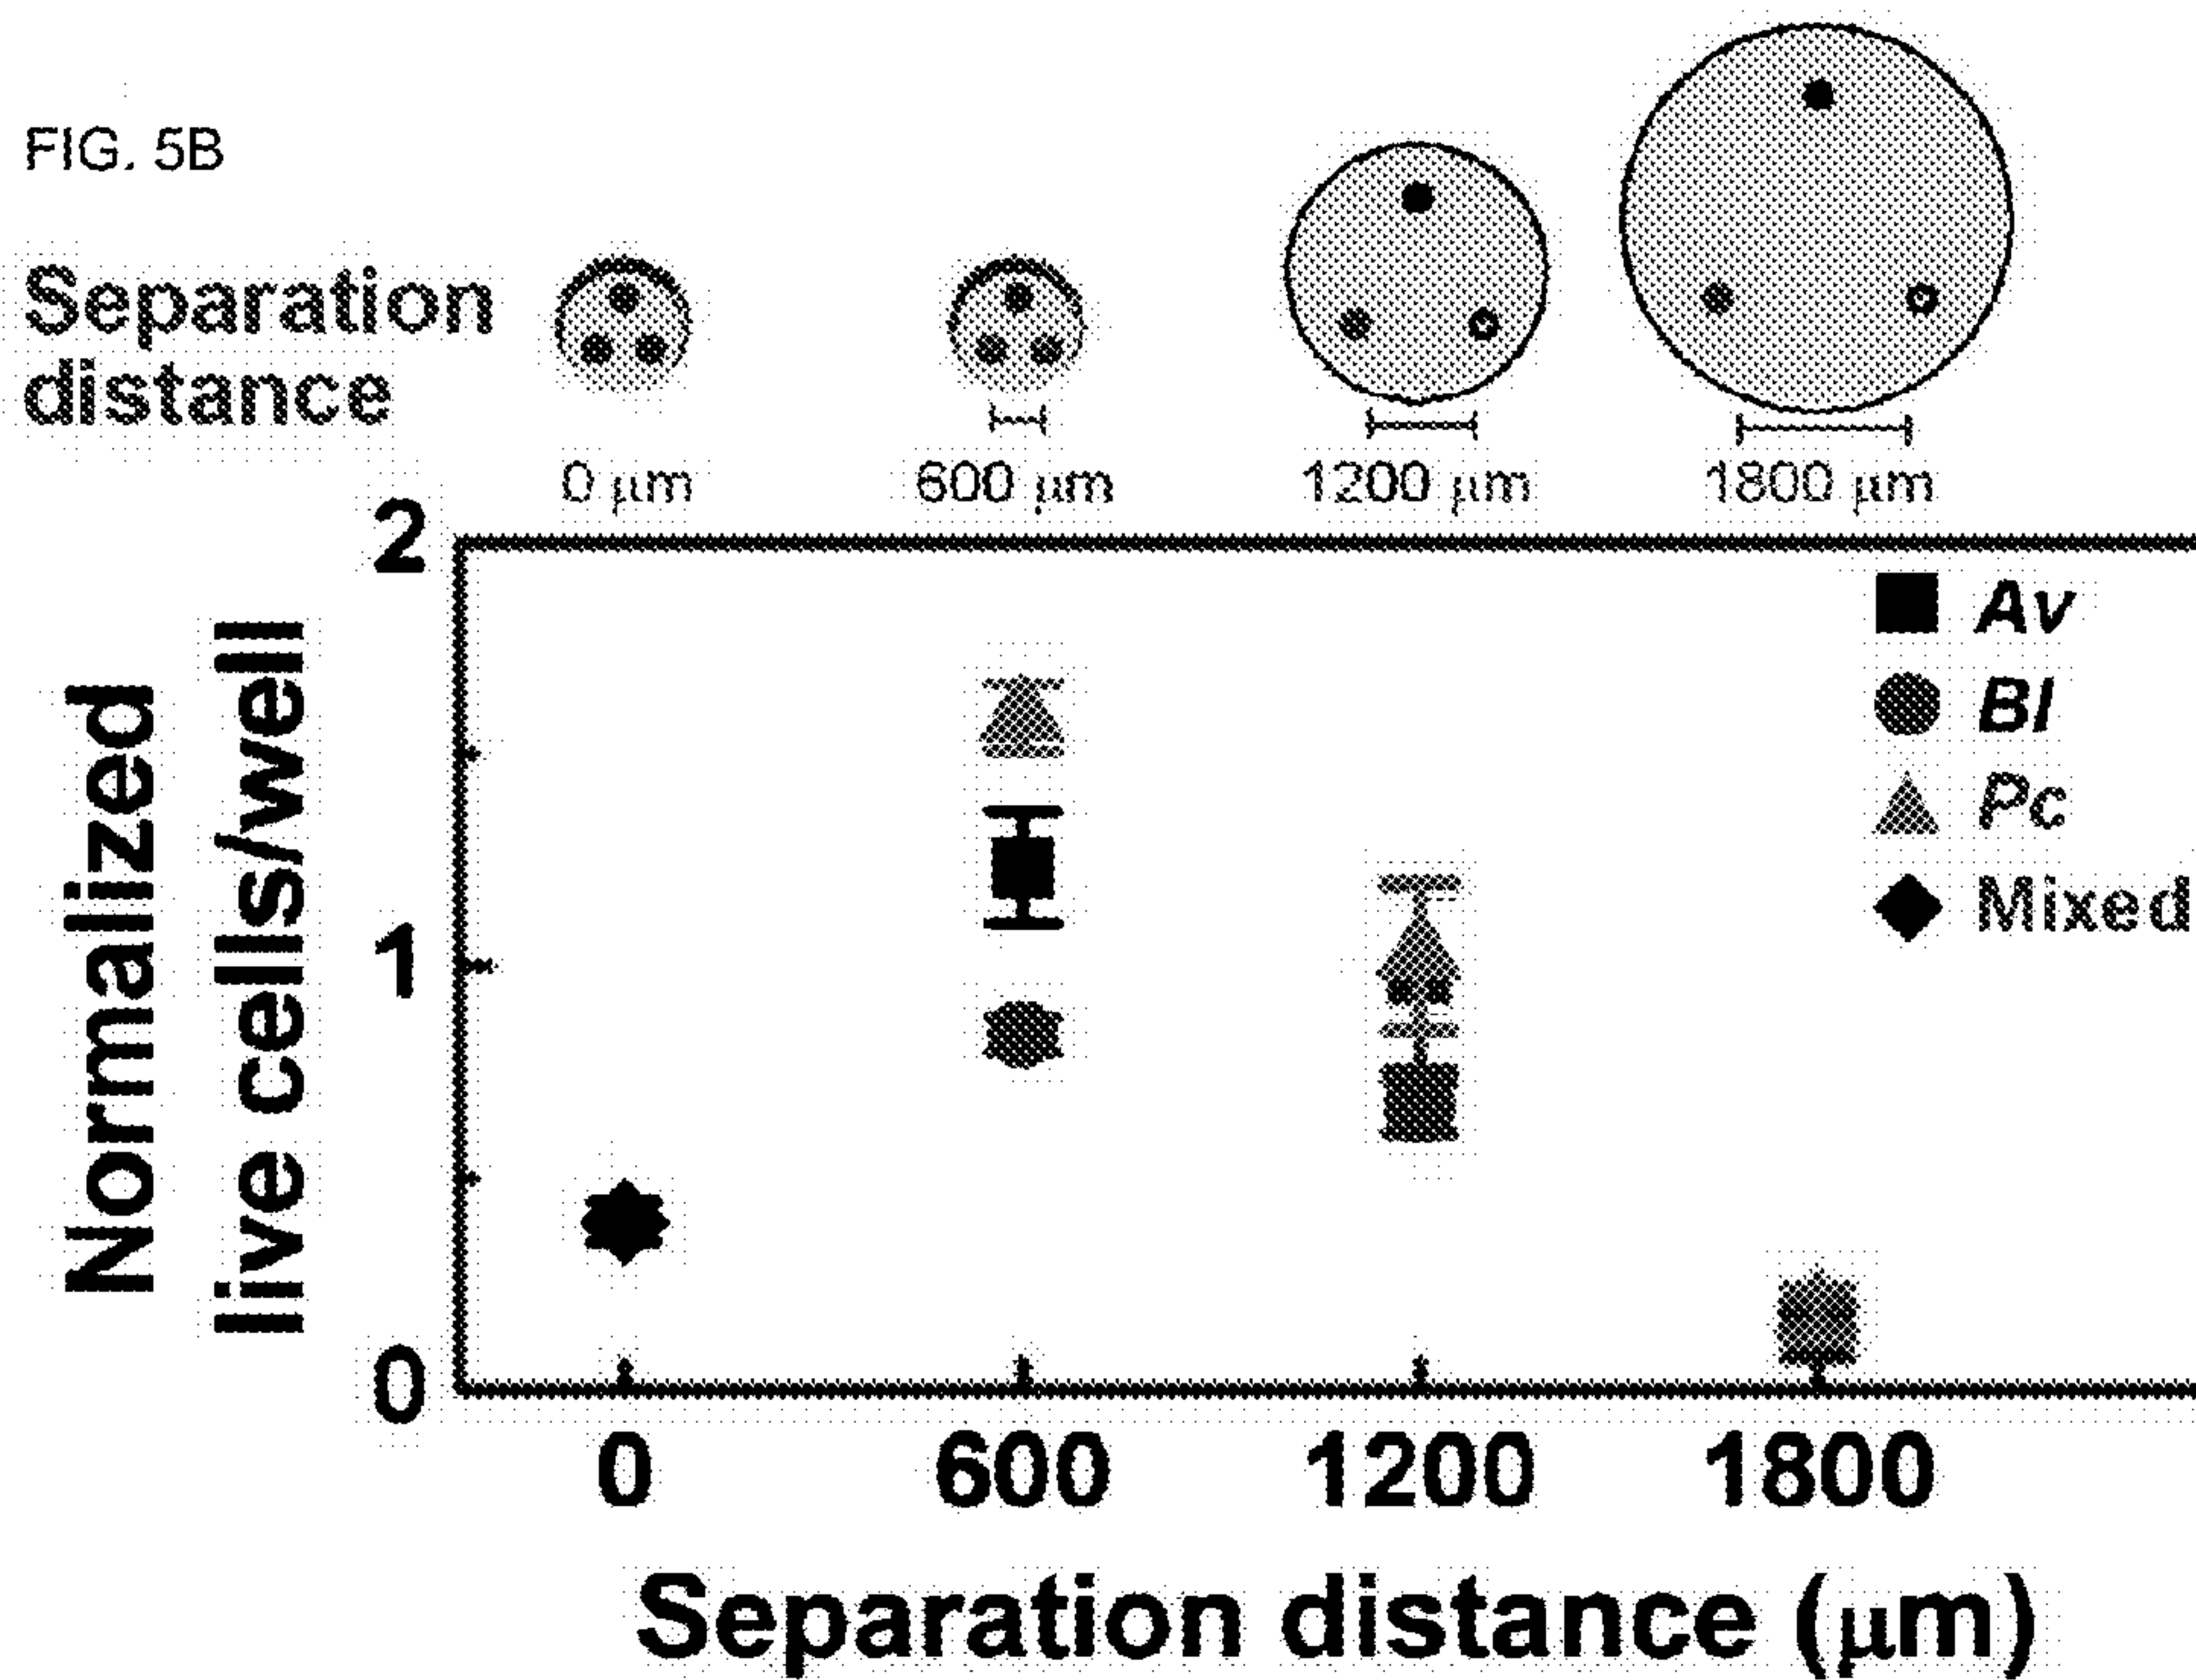 FIG. 5B
Separation
distance
0 μm
600 μm
1200 μm
1800 μm
2
1
0
Normalized
live cells/well
Av
Bl
Pc
Mixed
0
600
1200
1800
Separation distance (μm)